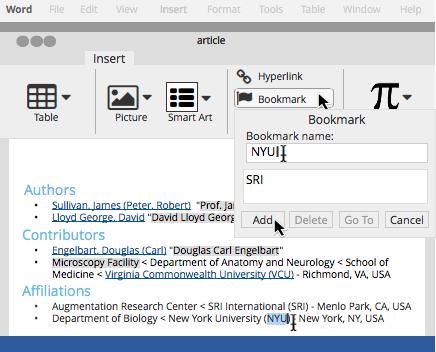 Word File Edit View Insert Format Tools Table Window Help
article
Insert
Hyperlink
Bookmark
Table
Picture
Smart Art
Bookmark
Bookmark name:
NYU
SRI
Add Delete Go To Cancel
Authors
• Sullivan, James (Peter, Robert) "Prof. Ja
• Lloyd George, David "David Lloyd Georg
Contributors
• Engelbart, Douglas (Carl) "Douglas Carl Engelbart"
• Microscopy Facility < Department of Anatomy and Neurology < School of
Medicine < Virginia Commonwealth University (VCU) - Richmond, VA, USA
Affiliations
• Augmentation Research Center < SRI International (SRI) - Menlo Park, CA, USA
• Department of Biology < New York University (NYU) - New York, NY, USA